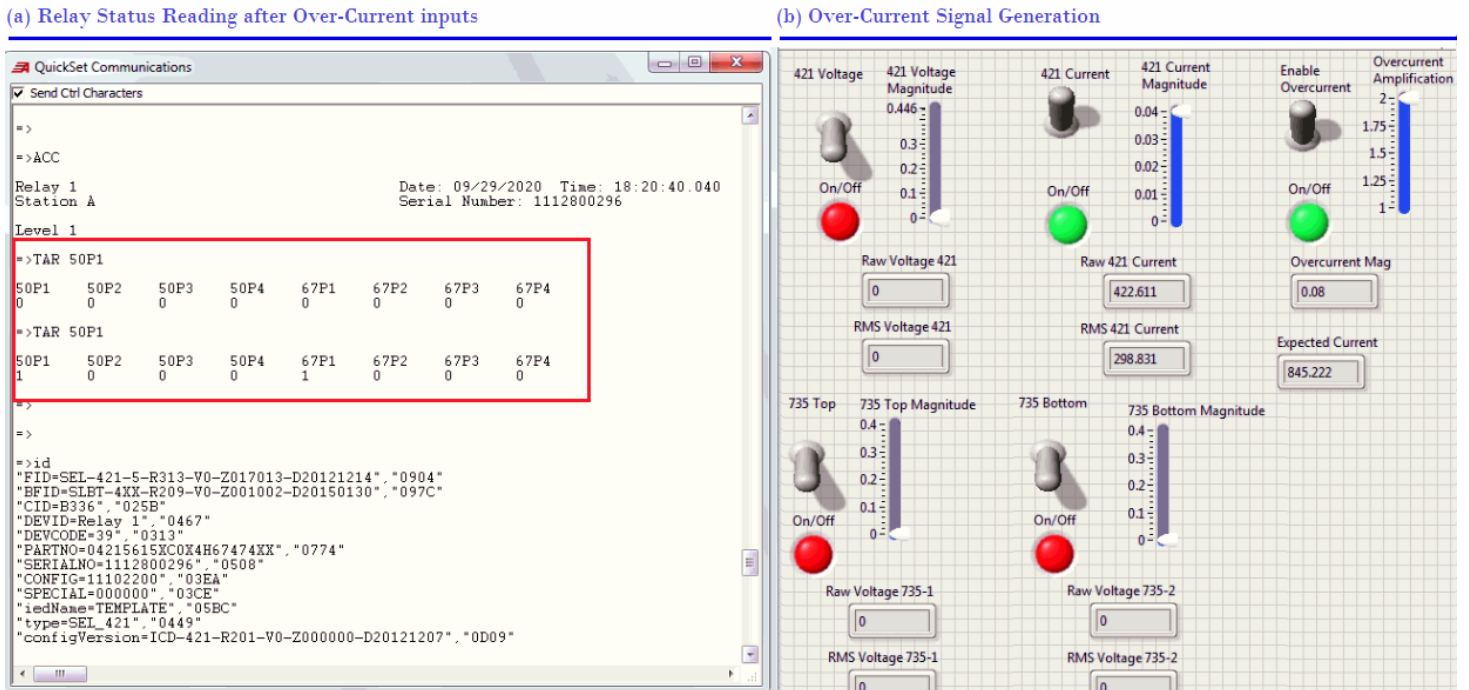 (a) Relay Status Reading after Over-Current inputs
QuickSet Communications
Send Ctrl Characters
=>
=>ACC
Relay 1 Date: 09/29/2020 Time: 18:20:40.040
Station A Serial Number: 1112800296
Level 1
=>TAR 50P1
50P1 50P2 50P3 50P4 67P1 67P2 67P3 67P4
0 0 0 0 0 0 0 0
=>TAR 50P1
50P1 50P2 50P3 50P4 67P1 67P2 67P3 67P4
1 0 0 0 1 0 0 0
=>
=>
=>id
"FID=SEL-421-5-R313-V0-Z017013-D20121214","0904"
"BFID=SLBT-4XX-R209-V0-Z001002-D20150130","097C"
"CID=B336","025B"
"DEVID=Relay 1","0467"
"DEVCODE=39","0313"
"PARTNO=04215615XC0X4H67474XX","0774"
"SERIALNO=1112800296","0508"
"CONFIG=11102200","03EA"
"SPECIAL=000000","03CE"
"iedName=TEMPLATE","05BC"
"type=SEL_421","0449"
"configVersion=ICD-421-R201-V0-Z000000-D20121207","0D09"
(b) Over-Current Signal Generation
421 Voltage
421 Voltage
Magnitude
0.446
0.3
0.2
0.1
0
On/Off
Raw Voltage 421
0
RMS Voltage 421
0
421 Current
421 Current
Magnitude
0.04
0.03
0.02
0.01
0
On/Off
Raw 421 Current
422.611
RMS 421 Current
298.831
Enable
Overcurrent
Overcurrent
Amplification
2
1.75
1.5
1.25
1
On/Off
Overcurrent Mag
0.08
Expected Current
845.222
735 Top
735 Top Magnitude
0.4
0.3
0.2
0.1
0
On/Off
Raw Voltage 735-1
0
RMS Voltage 735-1
0
735 Bottom
735 Bottom Magnitude
0.4
0.3
0.2
0.1
0
On/Off
Raw Voltage 735-2
0
RMS Voltage 735-2
0